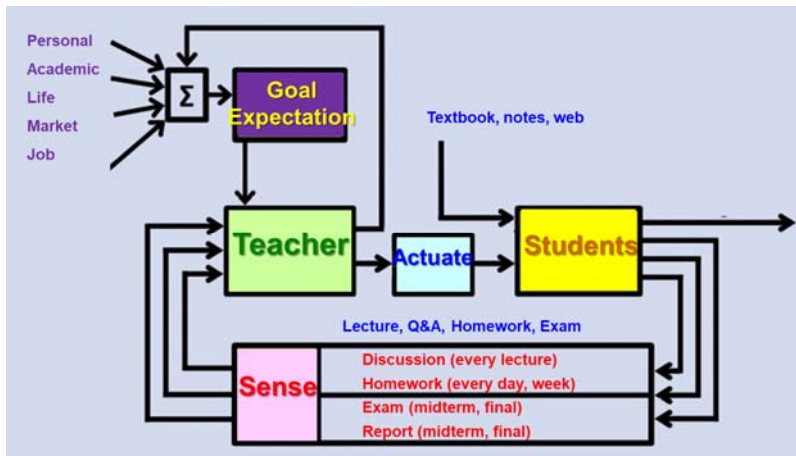 Personal
Academic
Life
Market
Job
Σ
Goal
Expectation
Textbook, notes, web
Teacher
Actuate
Students
Lecture, Q&A, Homework, Exam
Sense
Discussion (every lecture)
Homework (every day, week)
Exam (midterm, final)
Report (midterm, final)